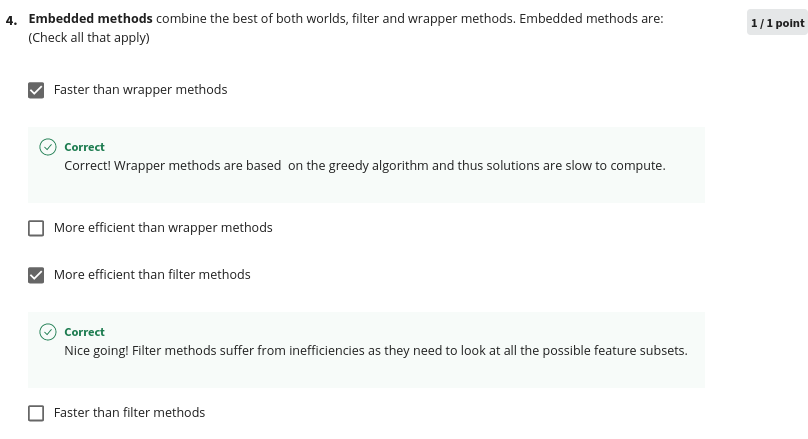 4. Embedded methods combine the best of both worlds, filter and wrapper methods. Embedded methods are:
(Check all that apply)
1 / 1 point
Faster than wrapper methods
Correct
Correct! Wrapper methods are based  on the greedy algorithm and thus solutions are slow to compute.
More efficient than wrapper methods
More efficient than filter methods
Correct
Nice going! Filter methods suffer from inefficiencies as they need to look at all the possible feature subsets.
Faster than filter methods